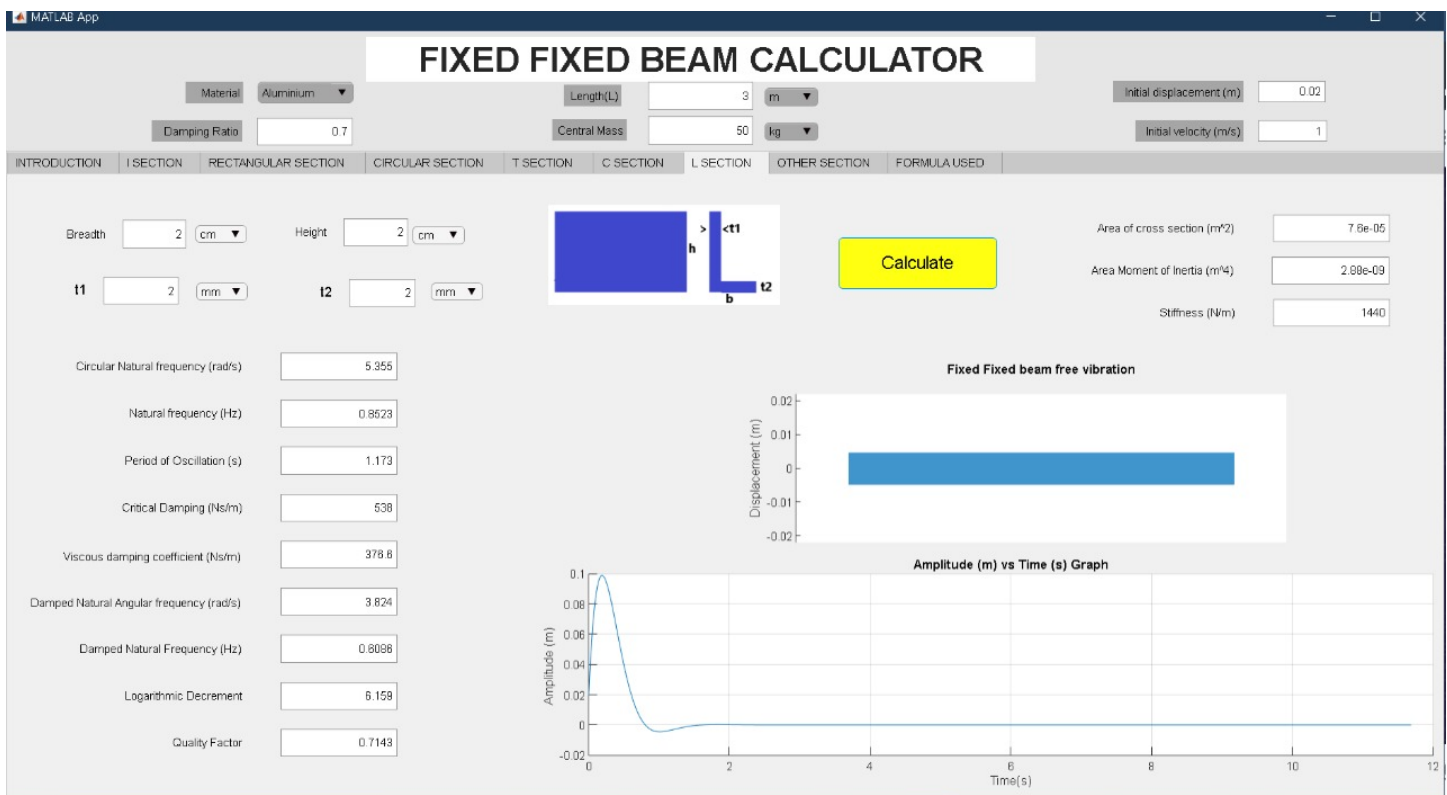 MATLAB App
FIXED FIXED BEAM CALCULATOR
Material Aluminium Length(L) 3 m Initial displacement (m) 0.02
Damping Ratio 0.7 Central Mass 50 kg Initial velocity (m/s) 1
INTRODUCTION I SECTION RECTANGULAR SECTION CIRCULAR SECTION T SECTION C SECTION L SECTION OTHER SECTION FORMULA USED
Breadth 2 cm Height 2 cm
t1 2 mm t2 2 mm
> <t1
h
t2
b
Calculate
Area of cross section (m^2) 7.6e-05
Area Moment of Inertia (m^4) 2.88e-09
Stiffness (N/m) 1440
Circular Natural frequency (rad/s) 5.355
Natural frequency (Hz) 0.8523
Period of Oscillation (s) 1.173
Critical Damping (Ns/m) 538
Viscous damping coefficient (Ns/m) 376.6
Damped Natural Angular frequency (rad/s) 3.824
Damped Natural Frequency (Hz) 0.6086
Logarithmic Decrement 6.159
Quality Factor 0.7143
Fixed Fixed beam free vibration
Displacement (m)
0.02
0.01
0
-0.01
-0.02
Amplitude (m) vs Time (s) Graph
Amplitude (m)
0.1
0.08
0.06
0.04
0.02
0
-0.02
0 2 4 6 8 10 12
Time(s)